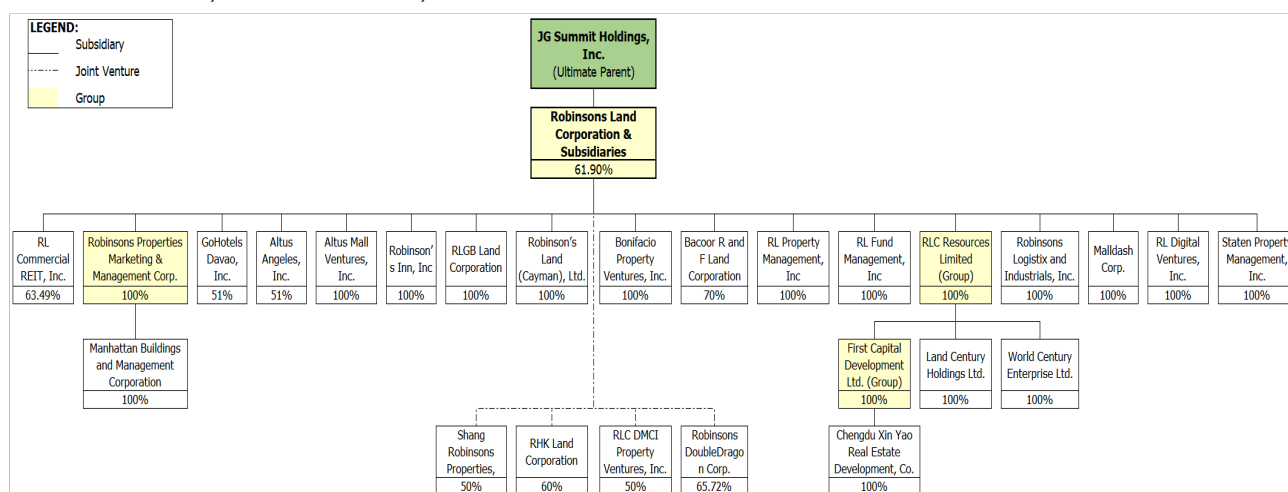 LEGEND:
Subsidiary
Joint Venture
Group
JG Summit Holdings,
Inc.
(Ultimate Parent)
Robinsons Land
Corporation &
Subsidiaries
61.90%
RL
Commercial
REIT, Inc.
63.49%
Robinsons Properties
Marketing &
Management Corp.
100%
GoHotels
Davao,
Inc.
51%
Altus
Angeles,
Inc.
51%
Altus Mall
Ventures,
Inc.
100%
Robinson'
s Inn, Inc
100%
RLGB Land
Corporation
100%
Robinson's
Land
(Cayman), Ltd.
100%
Bonifacio
Property
Ventures, Inc.
100%
Bacoor R and
F Land
Corporation
70%
RL Property
Management,
Inc
100%
RL Fund
Management,
Inc
100%
RLC Resources
Limited
(Group)
100%
Robinsons
Logistix and
Industrials, Inc.
100%
Malldash
Corp.
100%
RL Digital
Ventures,
Inc.
100%
Staten Property
Management,
Inc.
100%
Manhattan Buildings
and Management
Corporation
100%
First Capital
Development
Ltd. (Group)
100%
Land Century
Holdings Ltd.
100%
World Century
Enterprise Ltd.
100%
Shang
Robinsons
Properties,
50%
RHK Land
Corporation
60%
RLC DMCI
Property
Ventures, Inc.
50%
Robinsons
DoubleDrago
n Corp.
65.72%
Chengdu Xin Yao
Real Estate
Development, Co.
100%